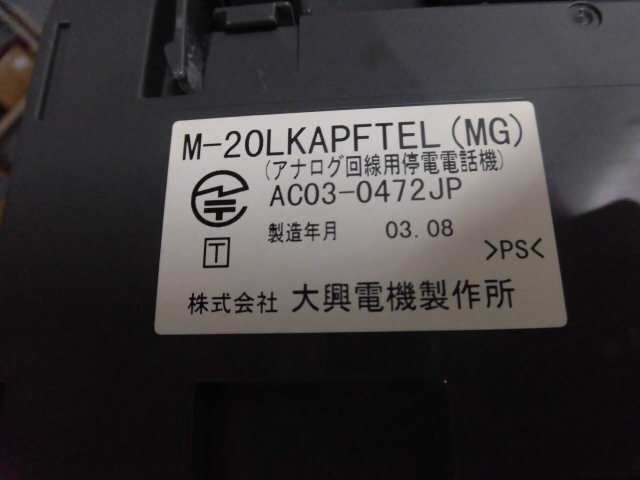 M-20LKAPFTEL(MG)
(アナログ回線用停電電話機)
AC03-0472JP
製造年月 03.08
T
>PS<
株式会社 大興電機製作所